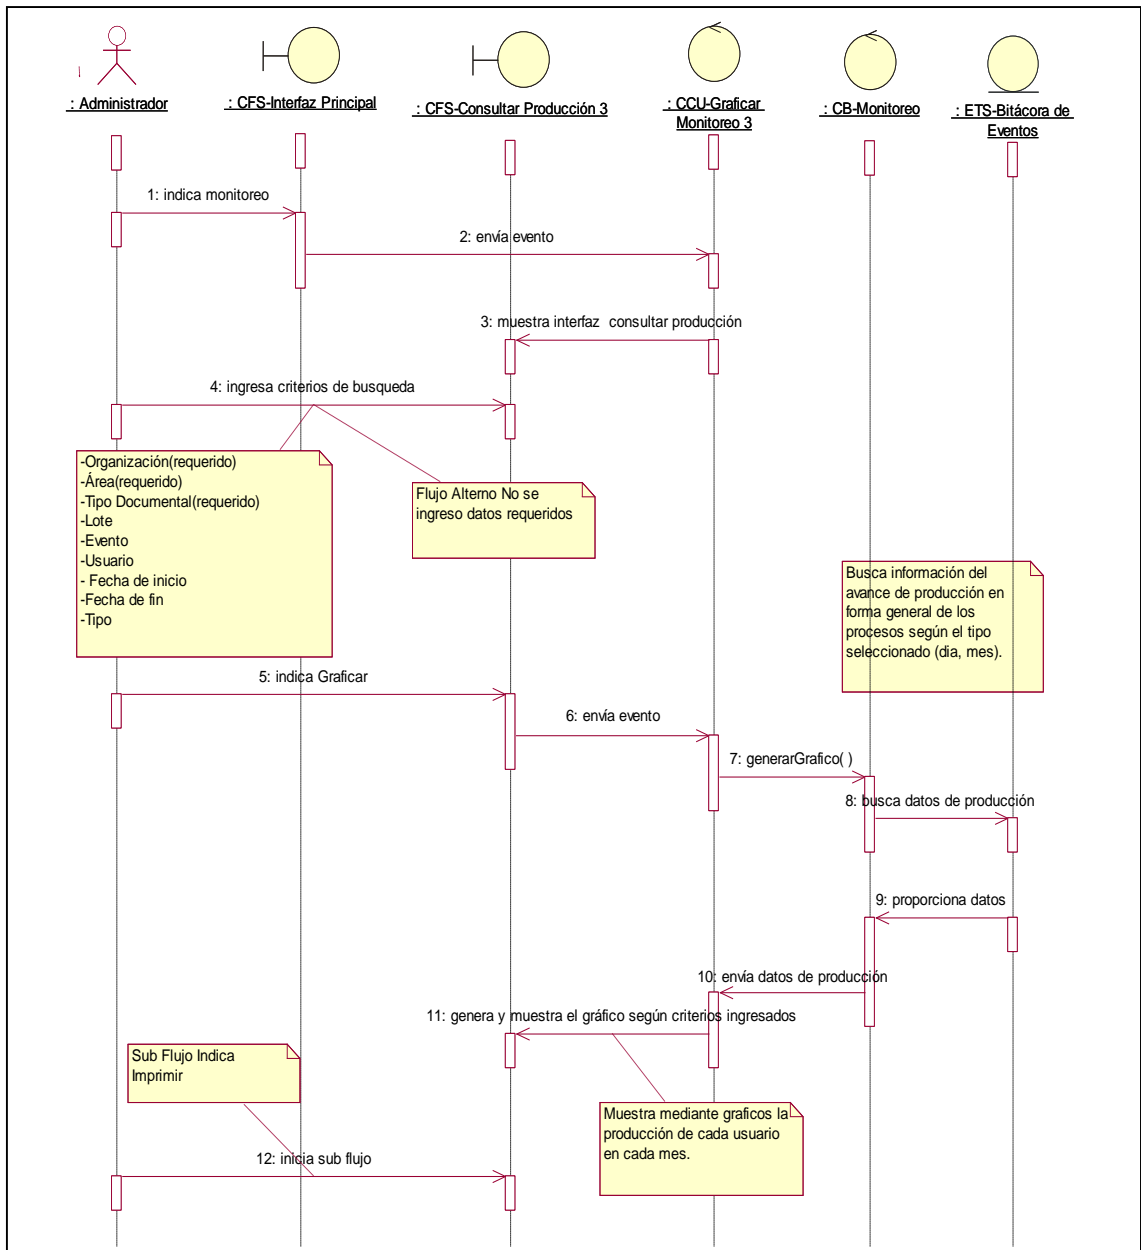 : Administrador
: CFS-Interfaz Principal
: CFS-Consultar Producción 3
: CCU-Graficar
Monitoreo 3
: CB-Monitoreo
: ETS-Bitácora de
Eventos
1: indica monitoreo
2: envía evento
3: muestra interfaz  consultar producción
4: ingresa criterios de busqueda
-Organización(requerido)
-Área(requerido)
-Tipo Documental(requerido)
-Lote
-Evento
-Usuario
- Fecha de inicio
-Fecha de fin
-Tipo
Flujo Alterno No se
ingreso datos requeridos
Busca información del
avance de producción en
forma general de los
procesos según el tipo
seleccionado (dia, mes).
5: indica Graficar
6: envía evento
7: generarGrafico( )
8: busca datos de producción
9: proporciona datos
10: envía datos de producción
11: genera y muestra el gráfico según criterios ingresados
Sub Flujo Indica
Imprimir
Muestra mediante graficos la
producción de cada usuario
en cada mes.
12: inicia sub flujo